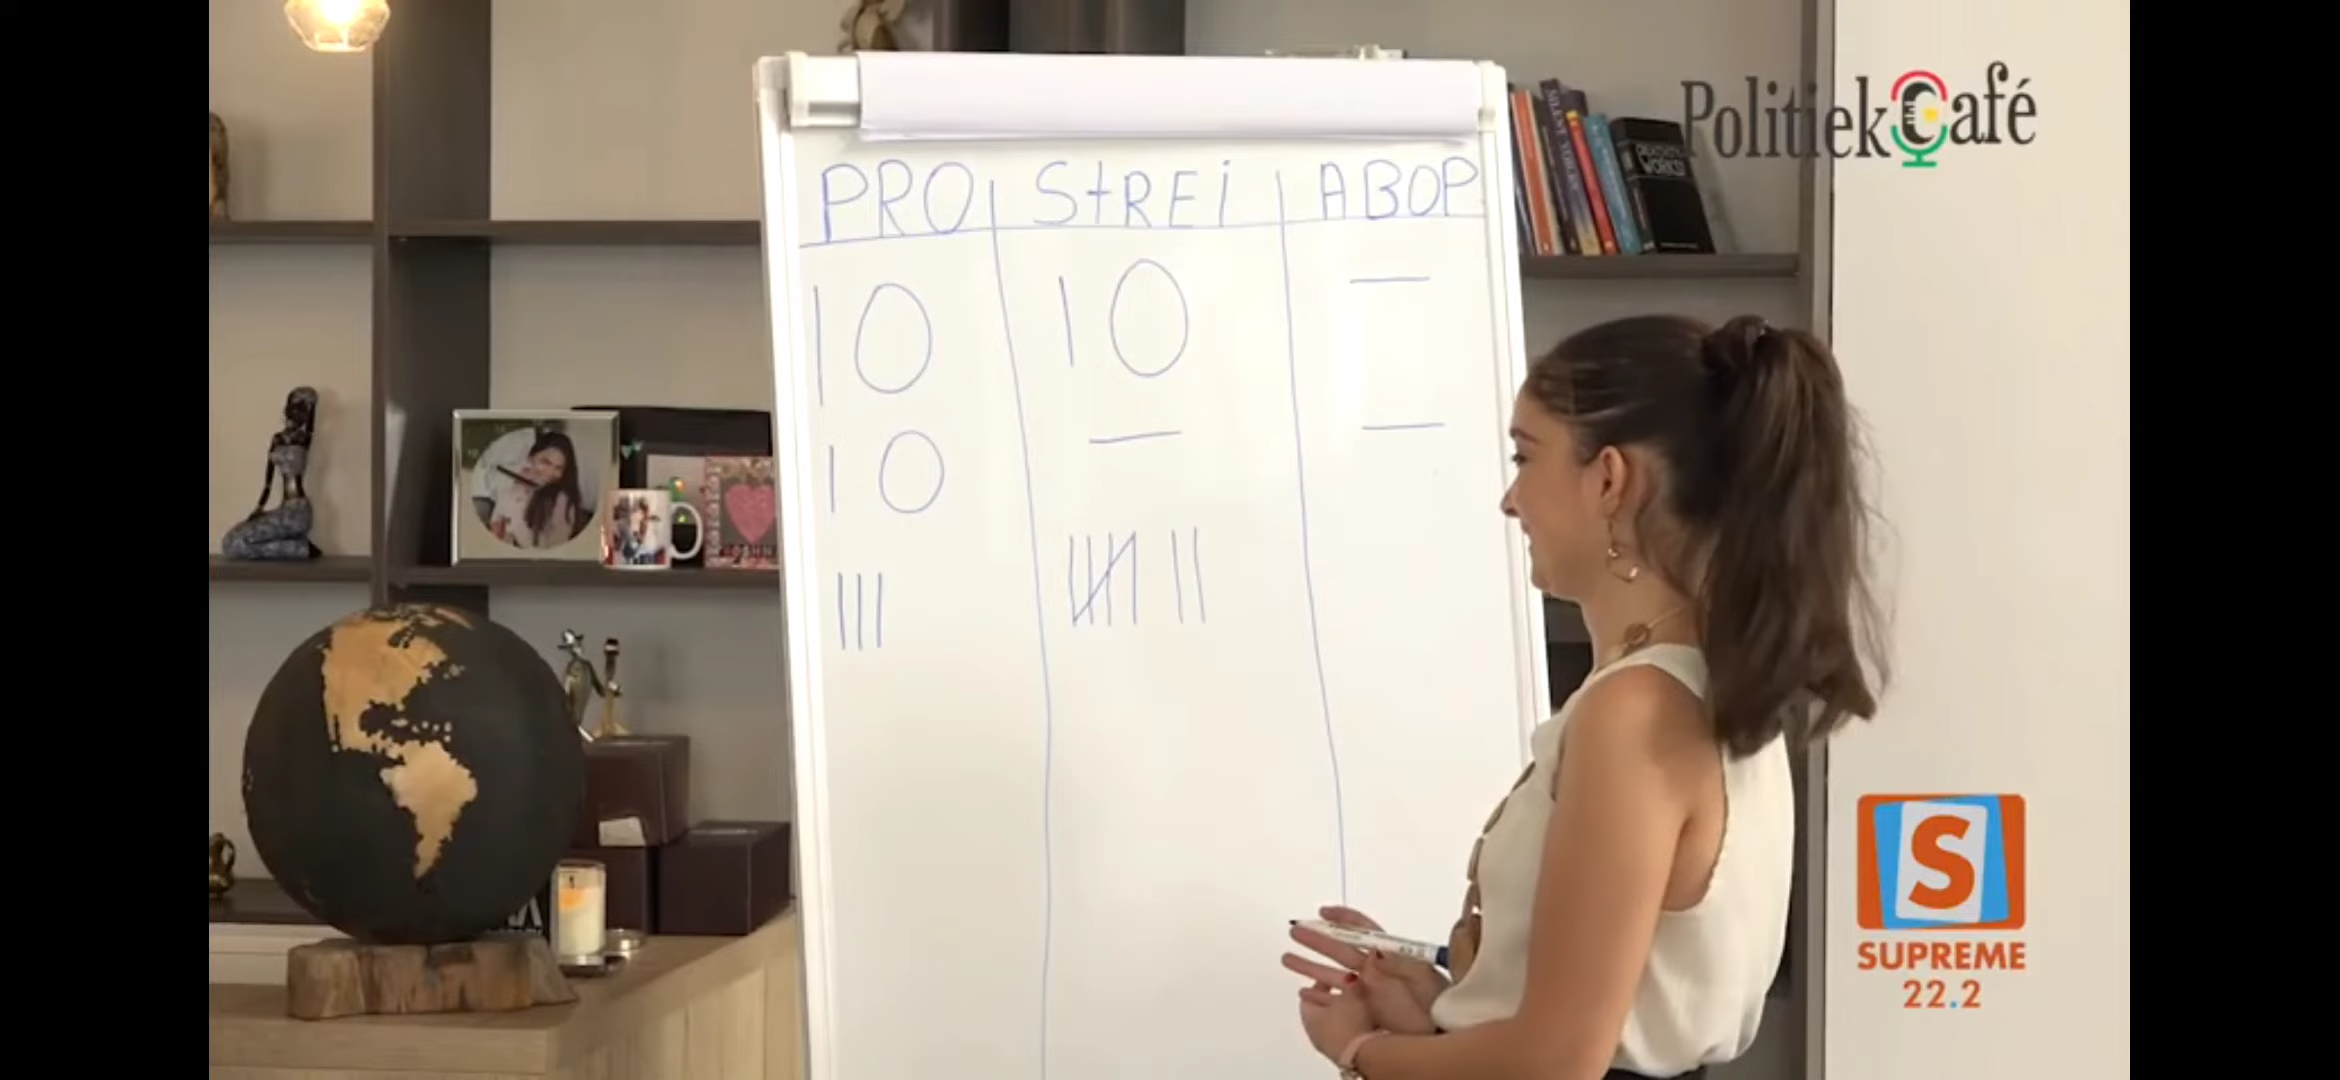 Politiek Café
PRO StREi ABOP
10 10 —
10 — —
||| |||| ||
SUPREME
22.2